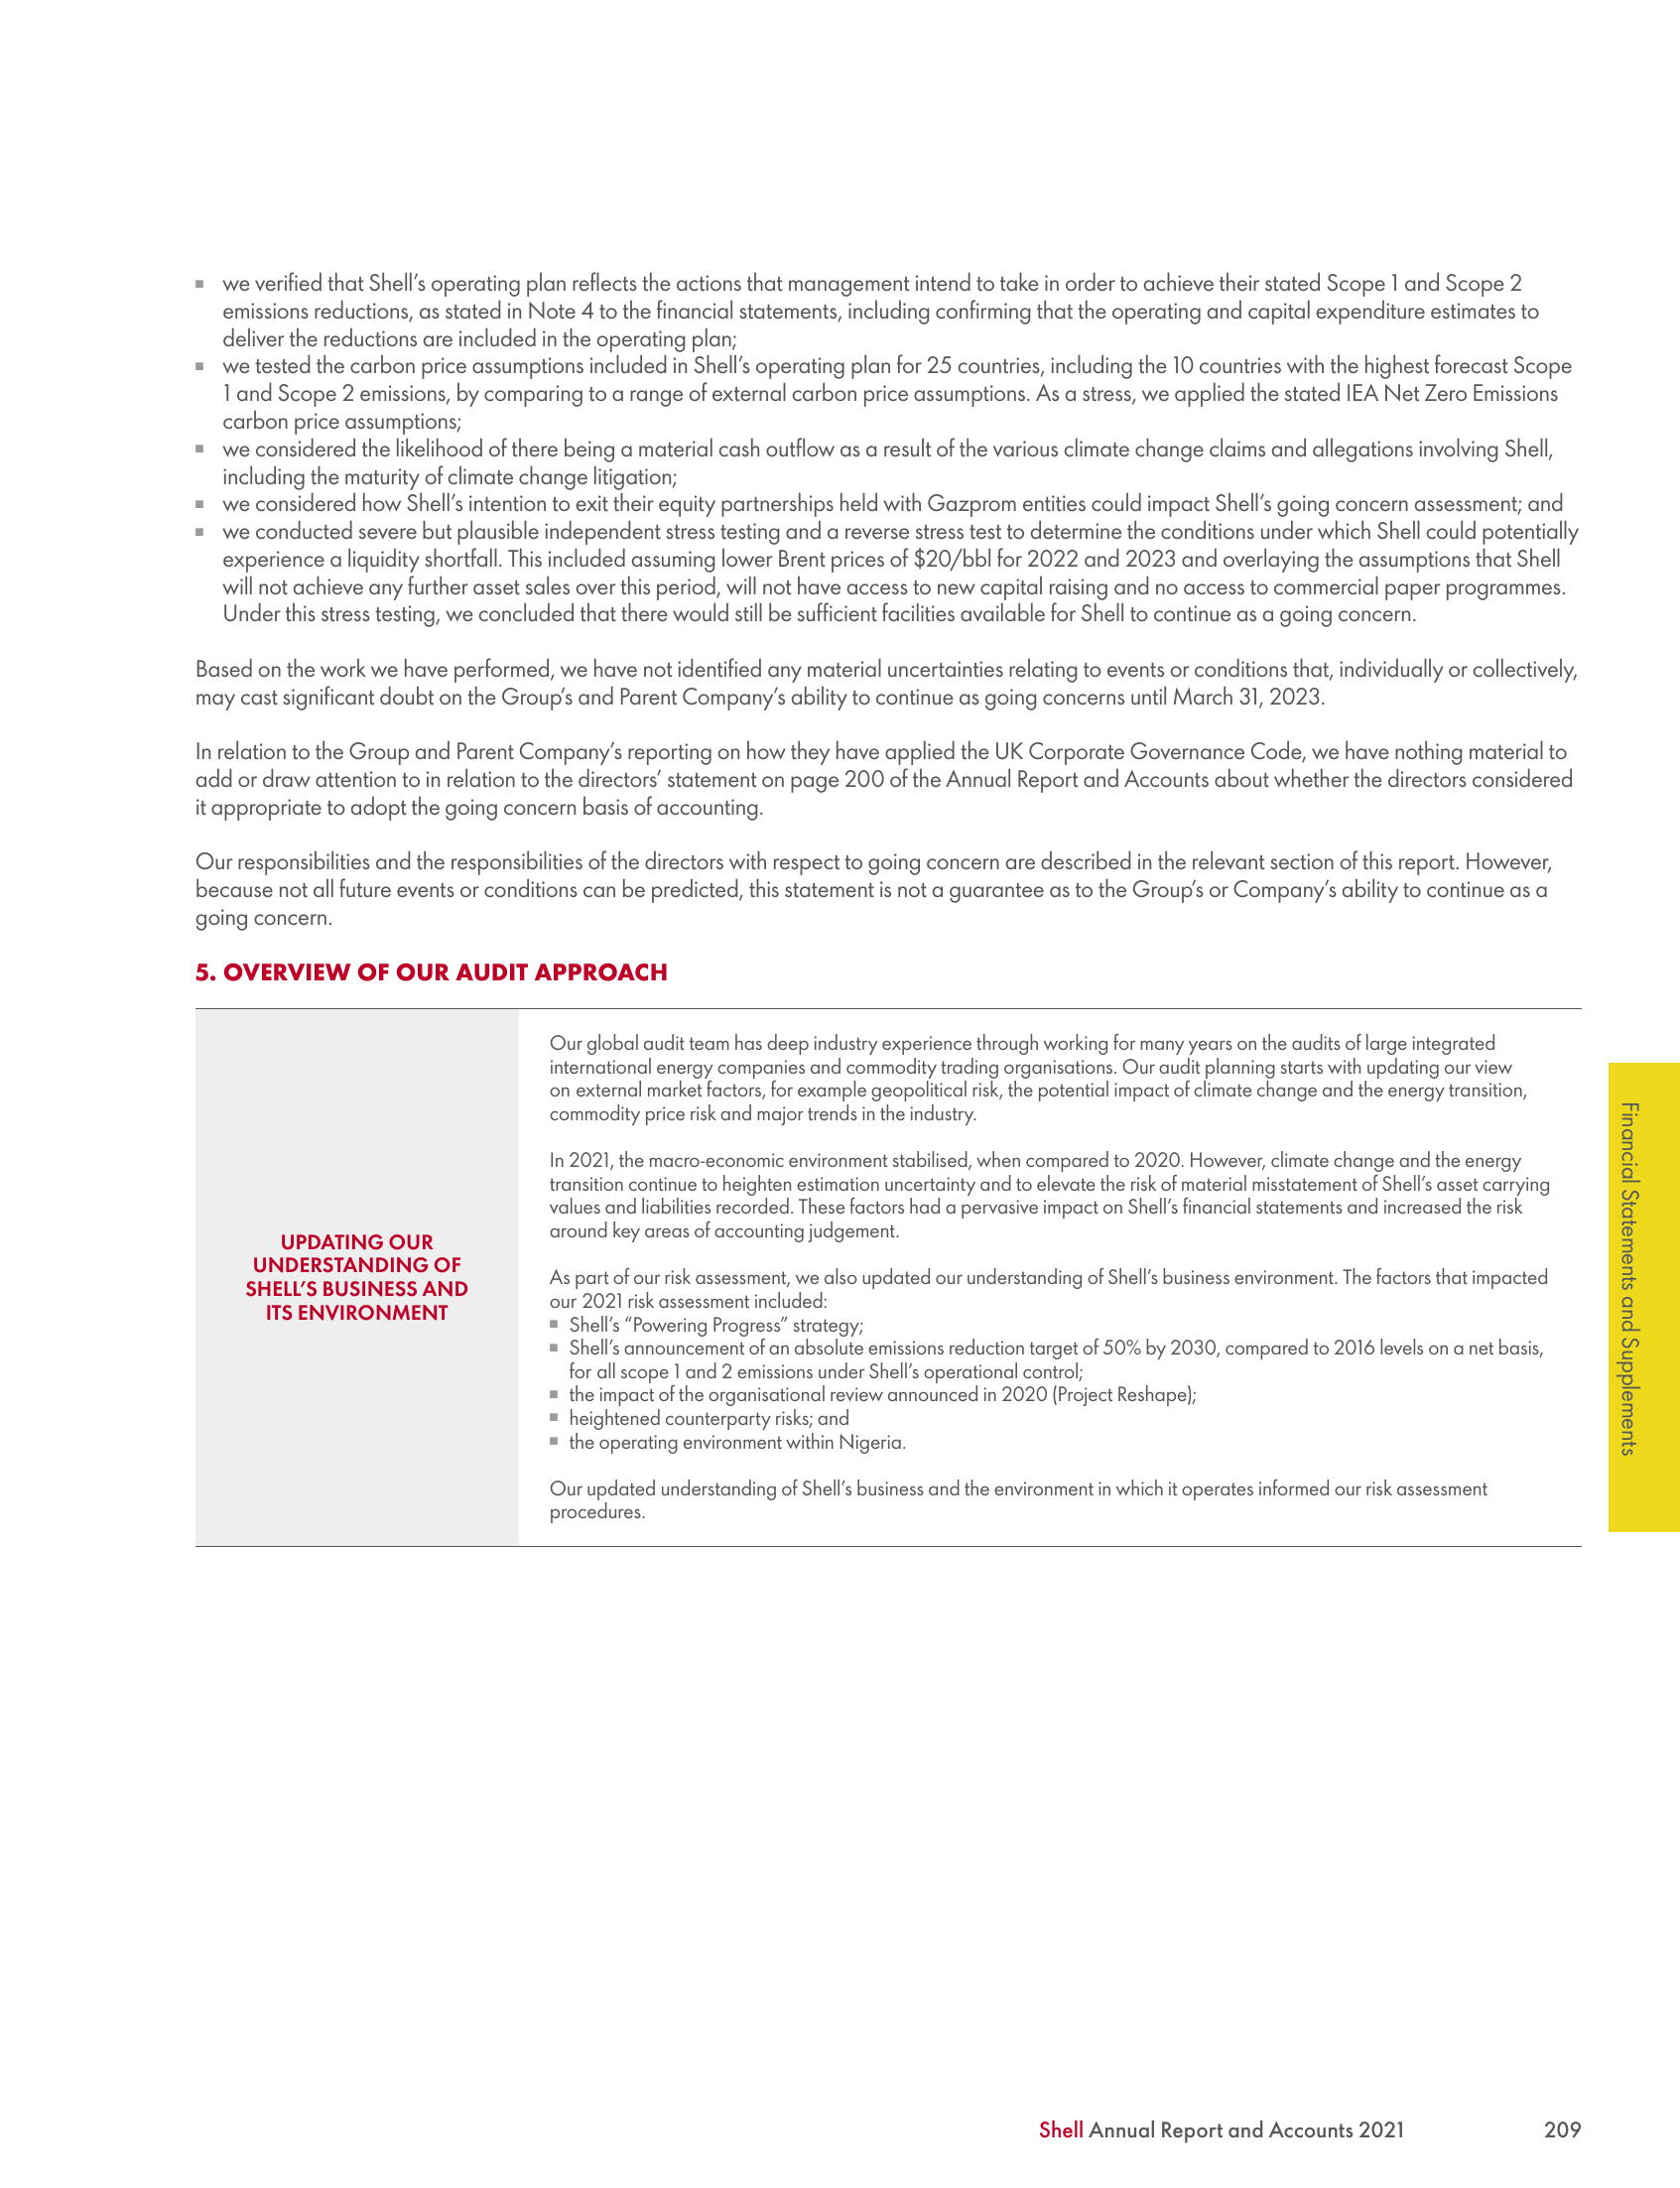 ▪ we verified that Shell’s operating plan reflects the actions that management intend to take in order to achieve their stated Scope 1 and Scope 2
emissions reductions, as stated in Note 4 to the financial statements, including confirming that the operating and capital expenditure estimates to
deliver the reductions are included in the operating plan;
▪ we tested the carbon price assumptions included in Shell’s operating plan for 25 countries, including the 10 countries with the highest forecast Scope
1 and Scope 2 emissions, by comparing to a range of external carbon price assumptions. As a stress, we applied the stated IEA Net Zero Emissions
carbon price assumptions;
▪ we considered the likelihood of there being a material cash outflow as a result of the various climate change claims and allegations involving Shell,
including the maturity of climate change litigation;
▪ we considered how Shell’s intention to exit their equity partnerships held with Gazprom entities could impact Shell’s going concern assessment; and
▪ we conducted severe but plausible independent stress testing and a reverse stress test to determine the conditions under which Shell could potentially
experience a liquidity shortfall. This included assuming lower Brent prices of $20/bbl for 2022 and 2023 and overlaying the assumptions that Shell
will not achieve any further asset sales over this period, will not have access to new capital raising and no access to commercial paper programmes.
Under this stress testing, we concluded that there would still be sufficient facilities available for Shell to continue as a going concern.
Based on the work we have performed, we have not identified any material uncertainties relating to events or conditions that, individually or collectively,
may cast significant doubt on the Group’s and Parent Company’s ability to continue as going concerns until March 31, 2023.
In relation to the Group and Parent Company’s reporting on how they have applied the UK Corporate Governance Code, we have nothing material to
add or draw attention to in relation to the directors’ statement on page 200 of the Annual Report and Accounts about whether the directors considered
it appropriate to adopt the going concern basis of accounting.
Our responsibilities and the responsibilities of the directors with respect to going concern are described in the relevant section of this report. However,
because not all future events or conditions can be predicted, this statement is not a guarantee as to the Group’s or Company’s ability to continue as a
going concern.
5. OVERVIEW OF OUR AUDIT APPROACH
UPDATING OUR
UNDERSTANDING OF
SHELL’S BUSINESS AND
ITS ENVIRONMENT
Our global audit team has deep industry experience through working for many years on the audits of large integrated
international energy companies and commodity trading organisations. Our audit planning starts with updating our view
on external market factors, for example geopolitical risk, the potential impact of climate change and the energy transition,
commodity price risk and major trends in the industry.
In 2021, the macro-economic environment stabilised, when compared to 2020. However, climate change and the energy
transition continue to heighten estimation uncertainty and to elevate the risk of material misstatement of Shell’s asset carrying
values and liabilities recorded. These factors had a pervasive impact on Shell’s financial statements and increased the risk
around key areas of accounting judgement.
As part of our risk assessment, we also updated our understanding of Shell’s business environment. The factors that impacted
our 2021 risk assessment included:
▪ Shell’s “Powering Progress” strategy;
▪ Shell’s announcement of an absolute emissions reduction target of 50% by 2030, compared to 2016 levels on a net basis,
for all scope 1 and 2 emissions under Shell’s operational control;
▪ the impact of the organisational review announced in 2020 (Project Reshape);
▪ heightened counterparty risks; and
▪ the operating environment within Nigeria.
Our updated understanding of Shell’s business and the environment in which it operates informed our risk assessment
procedures.
Financial Statements and Supplements
Shell Annual Report and Accounts 2021 209